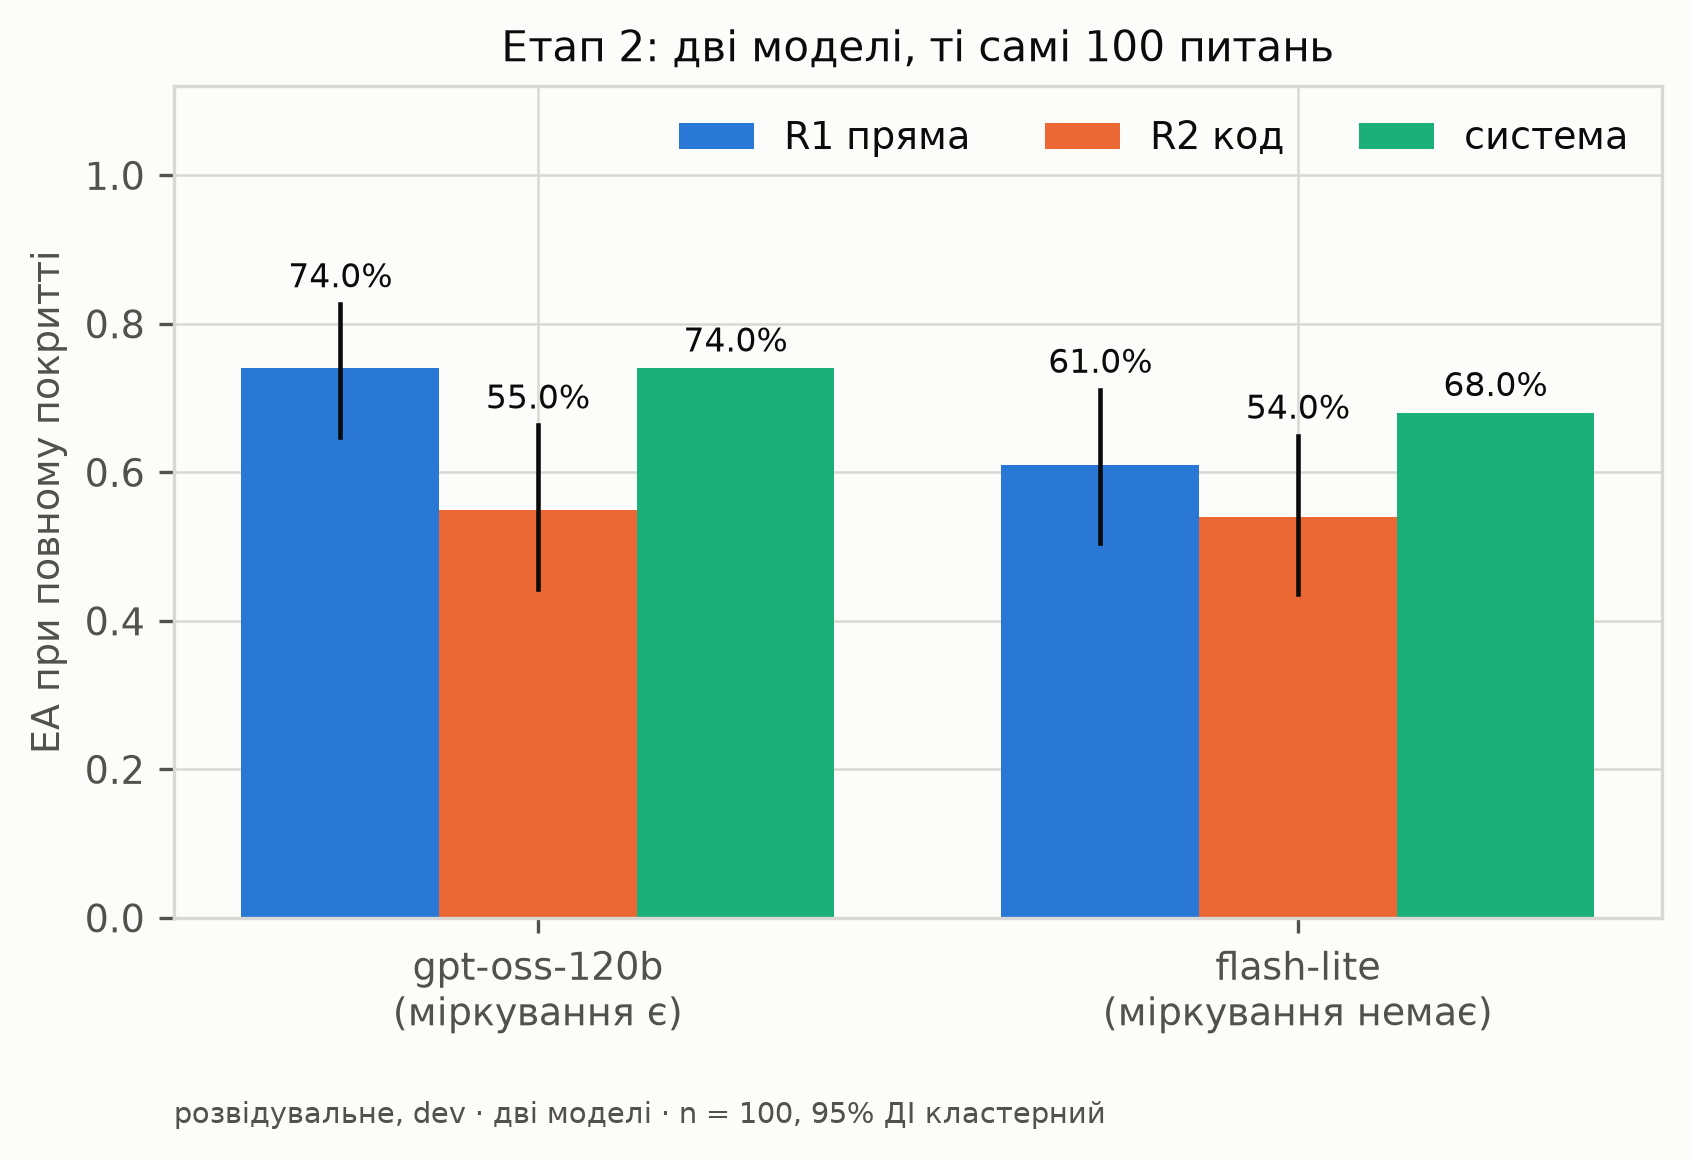 Етап 2: дві моделі, ті самі 100 питань
R1 пряма
R2 код
система
EA при повному покритті
1.0
0.8
0.6
0.4
0.2
0.0
74.0%
55.0%
74.0%
61.0%
54.0%
68.0%
gpt-oss-120b
(міркування є)
flash-lite
(міркування немає)
розвідувальне, dev · дві моделі · n = 100, 95% ДІ кластерний